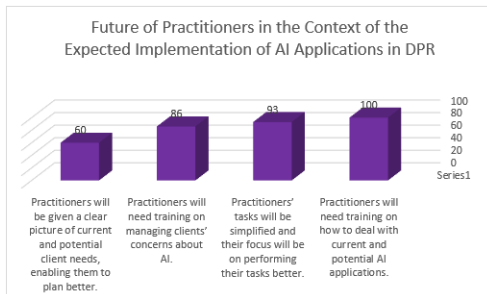 Future of Practitioners in the Context of the
Expected Implementation of AI Applications in DPR
60
86
93
100
100
80
60
40
20
0
Series1
Practitioners will
be given a clear
picture of current
and potential
client needs,
enabling them to
plan better.
Practitioners will
need training on
managing clients'
concerns about
AI.
Practitioners'
tasks will be
simplified and
their focus will be
on performing
their tasks better.
Practitioners will
need training on
how to deal with
current and
potential AI
applications.